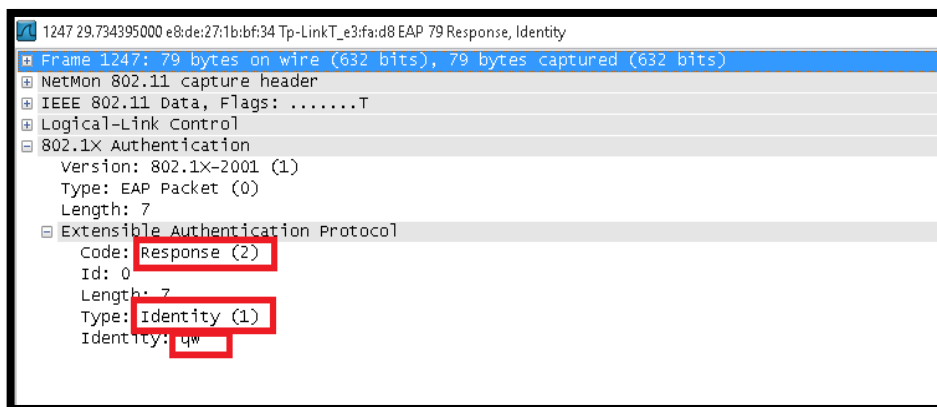 1247 29.734395000 e8:de:27:1b:bf:34 Tp-LinkT_e3:fa:d8 EAP 79 Response, Identity
Frame 1247: 79 bytes on wire (632 bits), 79 bytes captured (632 bits)
NetMon 802.11 capture header
IEEE 802.11 Data, Flags: .......T
Logical-Link Control
802.1X Authentication
Version: 802.1X-2001 (1)
Type: EAP Packet (0)
Length: 7
Extensible Authentication Protocol
Code: Response (2)
Id: 0
Length: 7
Type: Identity (1)
Identity: qw